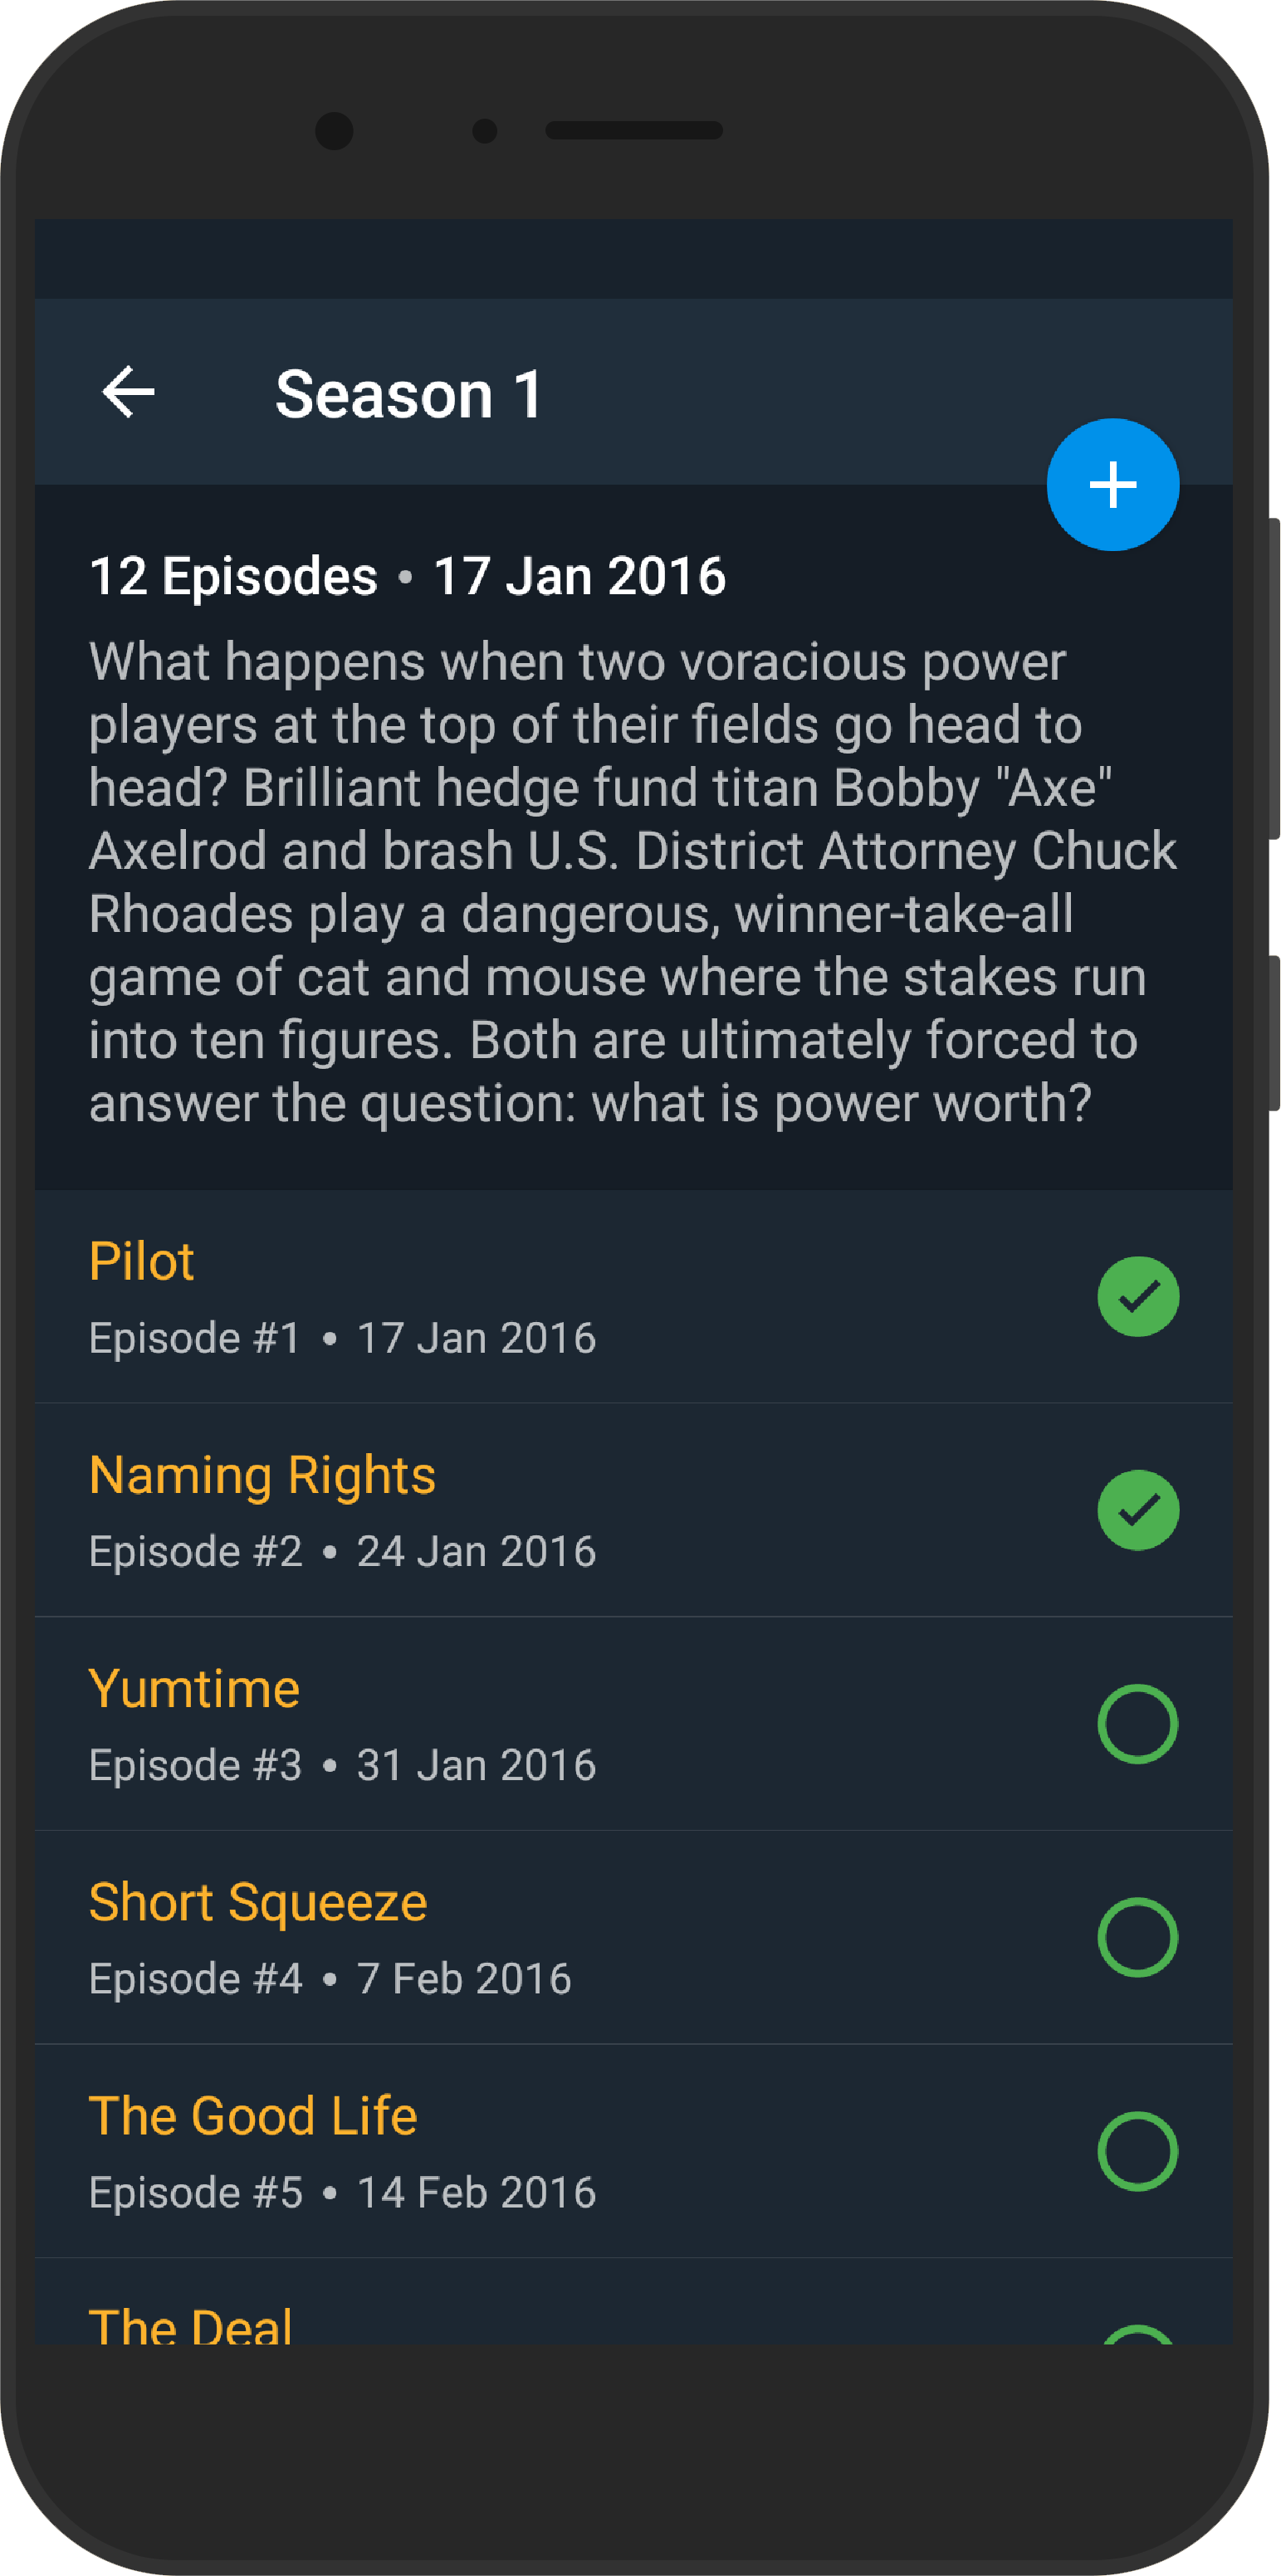 Season 1
12 Episodes • 17 Jan 2016
What happens when two voracious power
players at the top of their fields go head to
head? Brilliant hedge fund titan Bobby "Axe"
Axelrod and brash U.S. District Attorney Chuck
Rhoades play a dangerous, winner-take-all
game of cat and mouse where the stakes run
into ten figures. Both are ultimately forced to
answer the question: what is power worth?
Pilot
Episode #1 • 17 Jan 2016
Naming Rights
Episode #2 • 24 Jan 2016
Yumtime
Episode #3 • 31 Jan 2016
Short Squeeze
Episode #4 • 7 Feb 2016
The Good Life
Episode #5 • 14 Feb 2016
The Deal